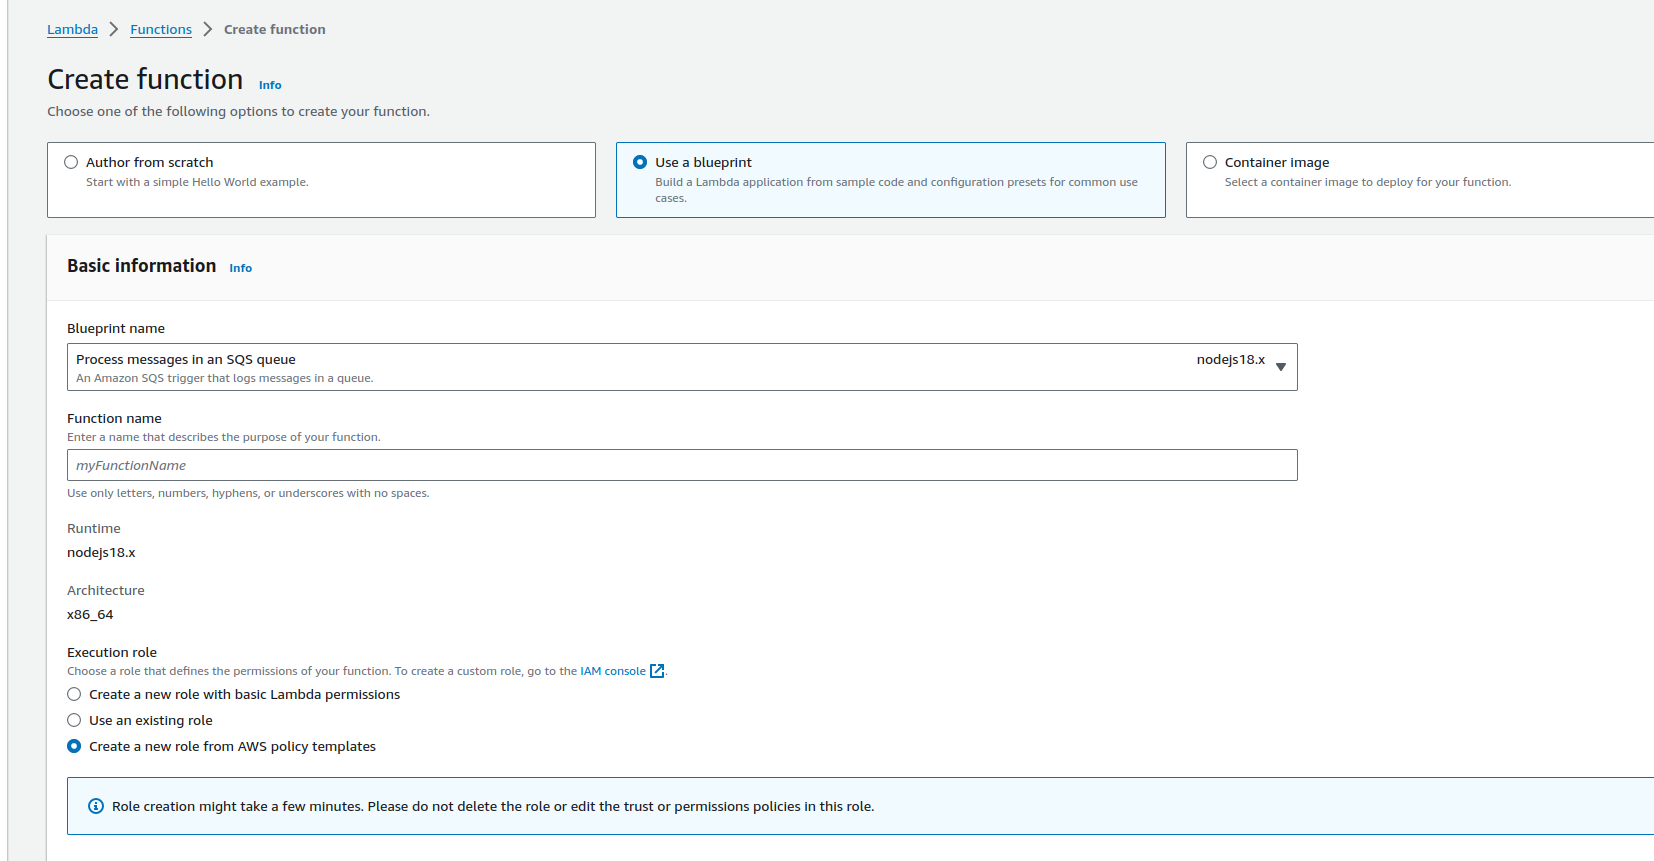 Lambda > Functions > Create function
Create function Info
Choose one of the following options to create your function.
Author from scratch
Start with a simple Hello World example.
Use a blueprint
Build a Lambda application from sample code and configuration presets for common use
cases.
Container image
Select a container image to deploy for your function.
Basic information Info
Blueprint name
Process messages in an SQS queue nodejs18.x
An Amazon SQS trigger that logs messages in a queue.
Function name
Enter a name that describes the purpose of your function.
myFunctionName
Use only letters, numbers, hyphens, or underscores with no spaces.
Runtime
nodejs18.x
Architecture
x86_64
Execution role
Choose a role that defines the permissions of your function. To create a custom role, go to the IAM console.
Create a new role with basic Lambda permissions
Use an existing role
Create a new role from AWS policy templates
Role creation might take a few minutes. Please do not delete the role or edit the trust or permissions policies in this role.